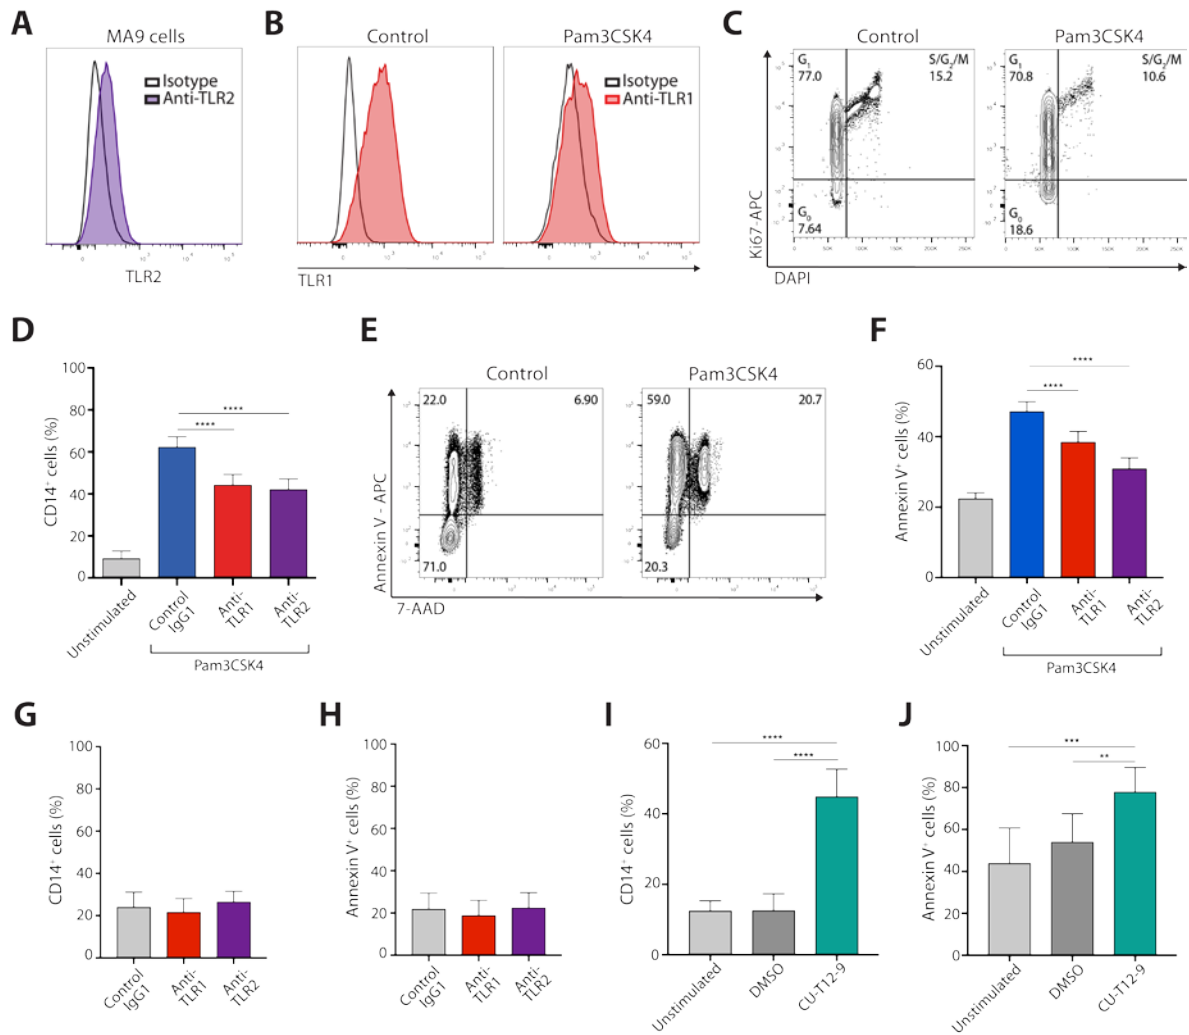 A
MA9 cells
Isotype
Anti-TLR2
TLR2
B
Control
Pam3CSK4
Isotype
Anti-TLR1
TLR1
C
Control
Pam3CSK4
G1
77.0
S/G2/M
15.2
G0
7.64
G1
70.8
S/G2/M
10.6
G0
18.6
Ki67-APC
DAPI
D
CD14+ cells (%)
100
80
60
40
20
0
****
****
Unstimulated
Control IgG1
Anti-TLR1
Anti-TLR2
Pam3CSK4
E
Control
Pam3CSK4
22.0
6.90
71.0
59.0
20.7
20.3
Annexin V - APC
7-AAD
F
Annexin V+ cells (%)
60
40
20
0
****
****
Unstimulated
Control IgG1
Anti-TLR1
Anti-TLR2
Pam3CSK4
G
CD14+ cells (%)
100
80
60
40
20
0
Control IgG1
Anti-TLR1
Anti-TLR2
H
Annexin V+ cells (%)
100
80
60
40
20
0
Control IgG1
Anti-TLR1
Anti-TLR2
I
CD14+ cells (%)
60
40
20
0
****
****
Unstimulated
DMSO
CU-T12-9
J
Annexin V+ cells (%)
100
80
60
40
20
0
***
**
Unstimulated
DMSO
CU-T12-9